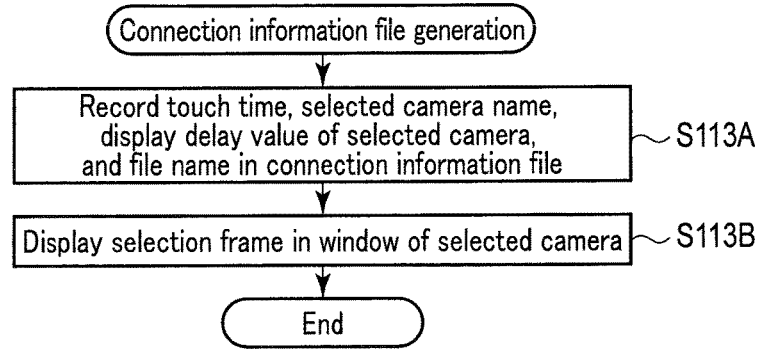 Connection information file generation
Record touch time, selected camera name,
display delay value of selected camera,
and file name in connection information file
S113A
Display selection frame in window of selected camera
S113B
End